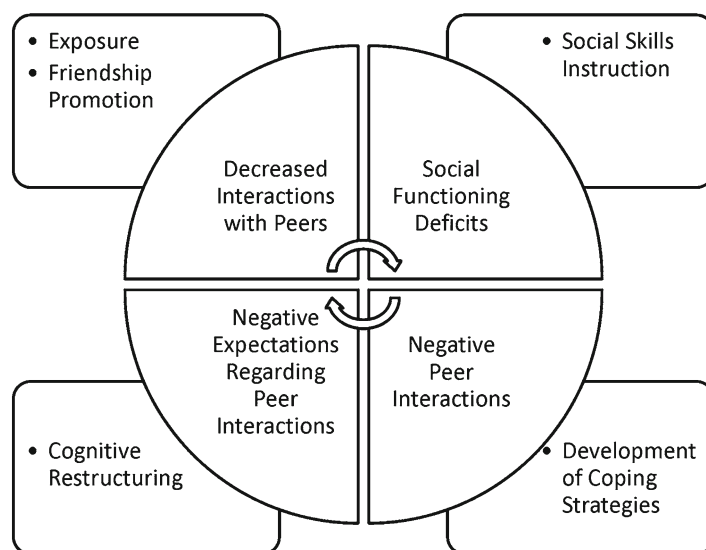 • Exposure
• Friendship
Promotion
• Social Skills
Instruction
Decreased
Interactions
with Peers
Social
Functioning
Deficits
Negative
Expectations
Regarding
Peer
Interactions
Negative
Peer
Interactions
• Cognitive
Restructuring
• Development
of Coping
Strategies